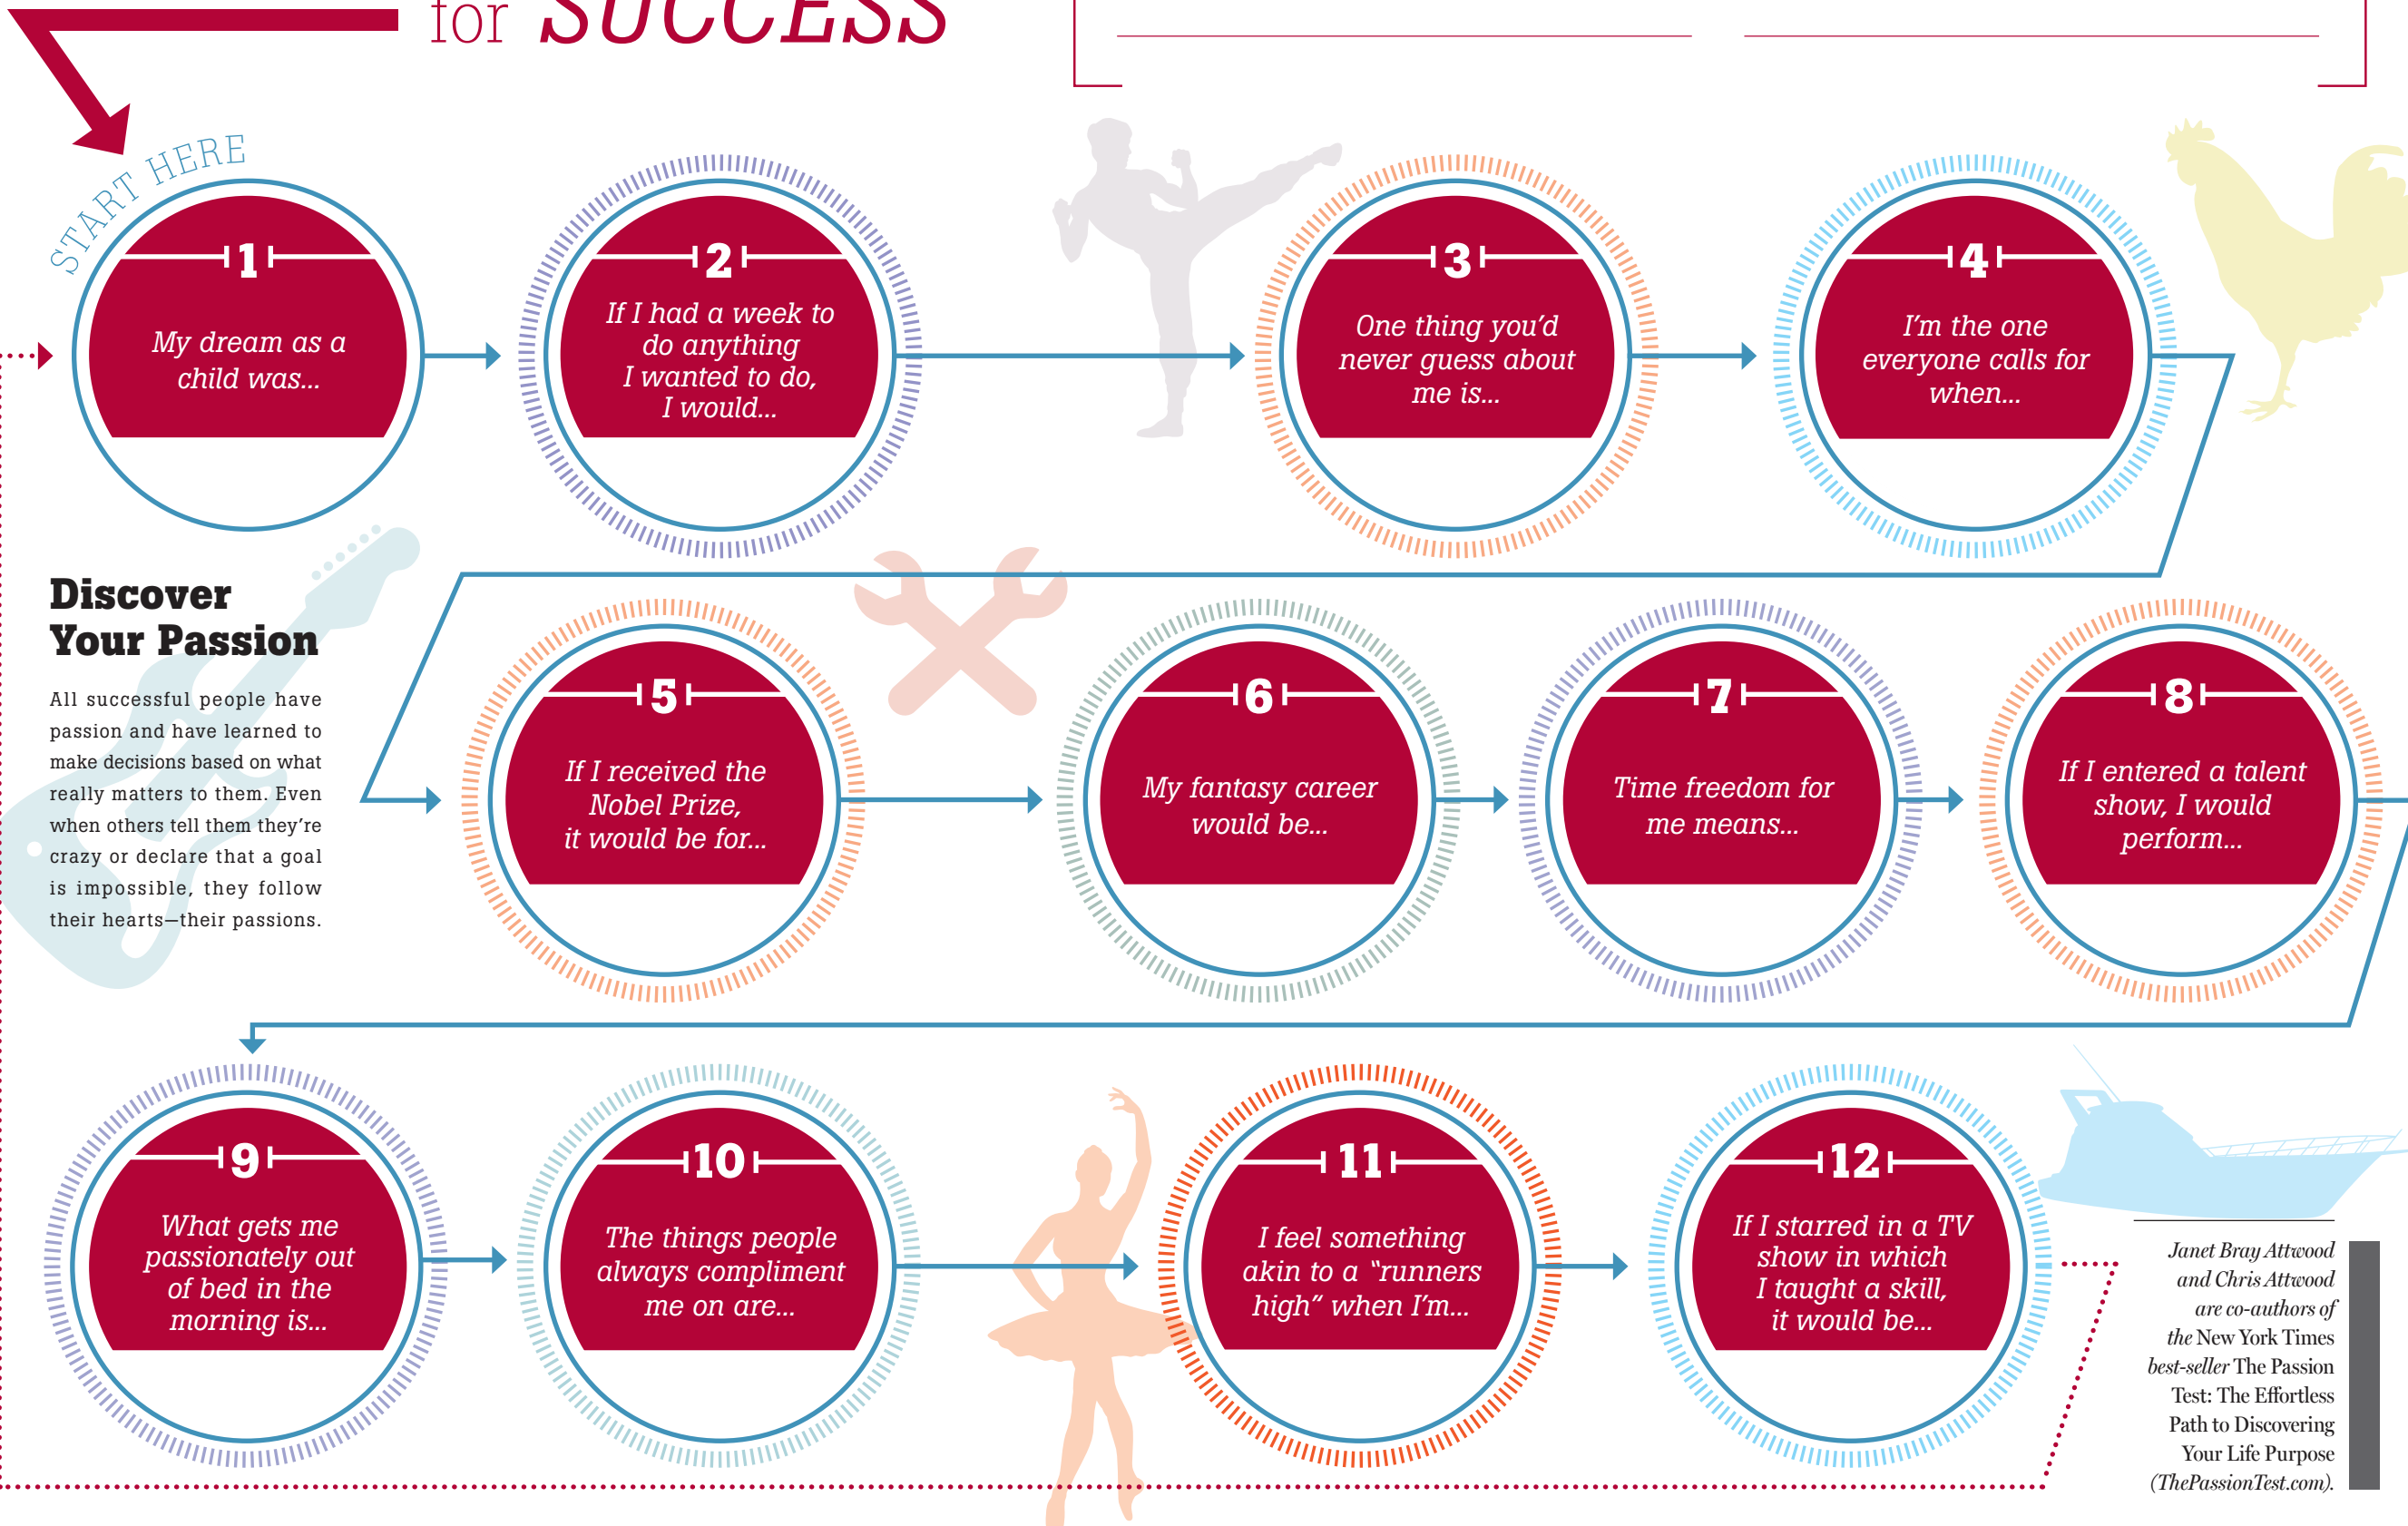 for SUCCESS
START HERE
1
My dream as a
child was...
2
If I had a week to
do anything
I wanted to do,
I would...
3
One thing you’d
never guess about
me is...
4
I’m the one
everyone calls for
when...
Discover
Your Passion
All successful people have
passion and have learned to
make decisions based on what
really matters to them. Even
when others tell them they’re
crazy or declare that a goal
is impossible, they follow
their hearts—their passions.
5
If I received the
Nobel Prize,
it would be for...
6
My fantasy career
would be...
7
Time freedom for
me means...
8
If I entered a talent
show, I would
perform...
9
What gets me
passionately out
of bed in the
morning is...
10
The things people
always compliment
me on are...
11
I feel something
akin to a “runners
high” when I’m...
12
If I starred in a TV
show in which
I taught a skill,
it would be...
Janet Bray Attwood
and Chris Attwood
are co-authors of
the New York Times
best-seller The Passion
Test: The Effortless
Path to Discovering
Your Life Purpose
(ThePassionTest.com).